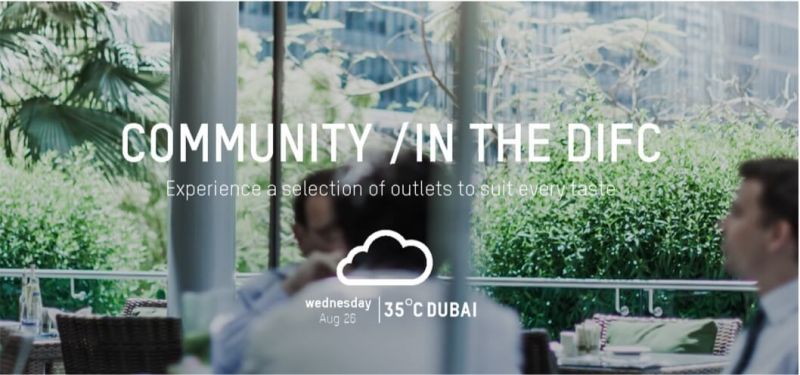 COMMUNITY /IN THE DIFC
Experience a selection of outlets to suit every taste
wednesday
Aug 26
35°C DUBAI